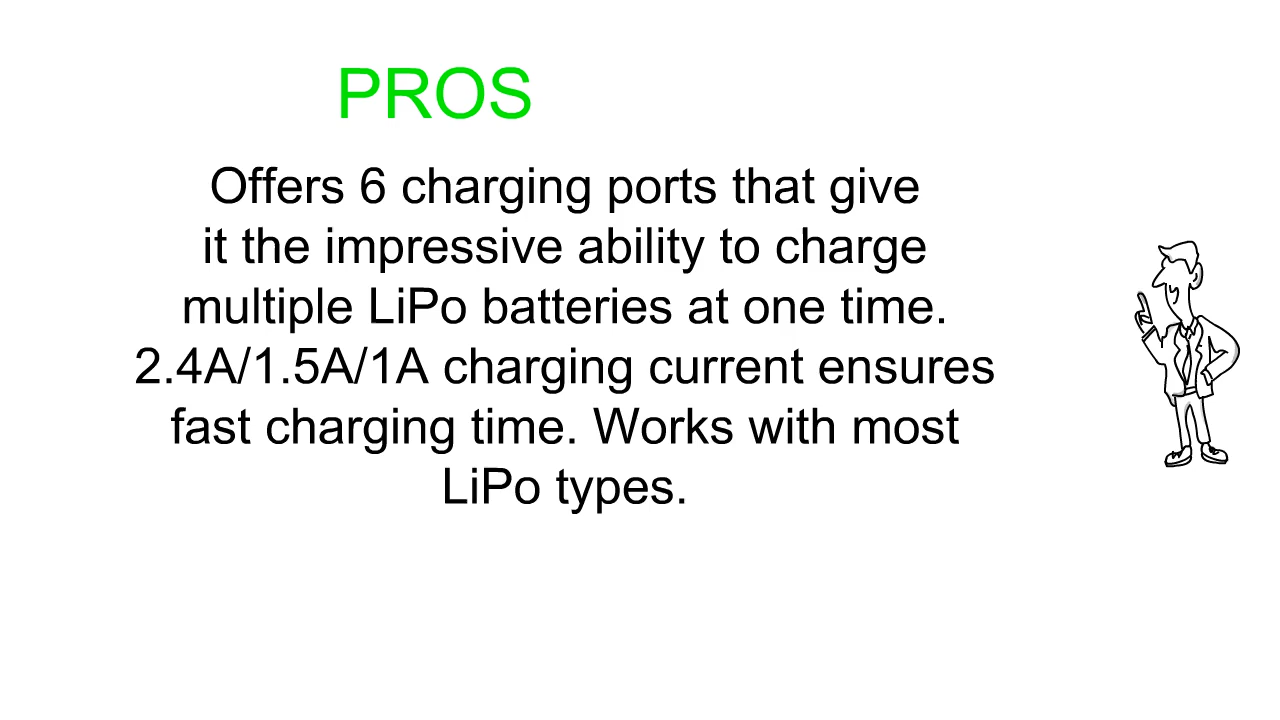 PROS
Offers 6 charging ports that give
it the impressive ability to charge
multiple LiPo batteries at one time.
2.4A/1.5A/1A charging current ensures
fast charging time. Works with most
LiPo types.